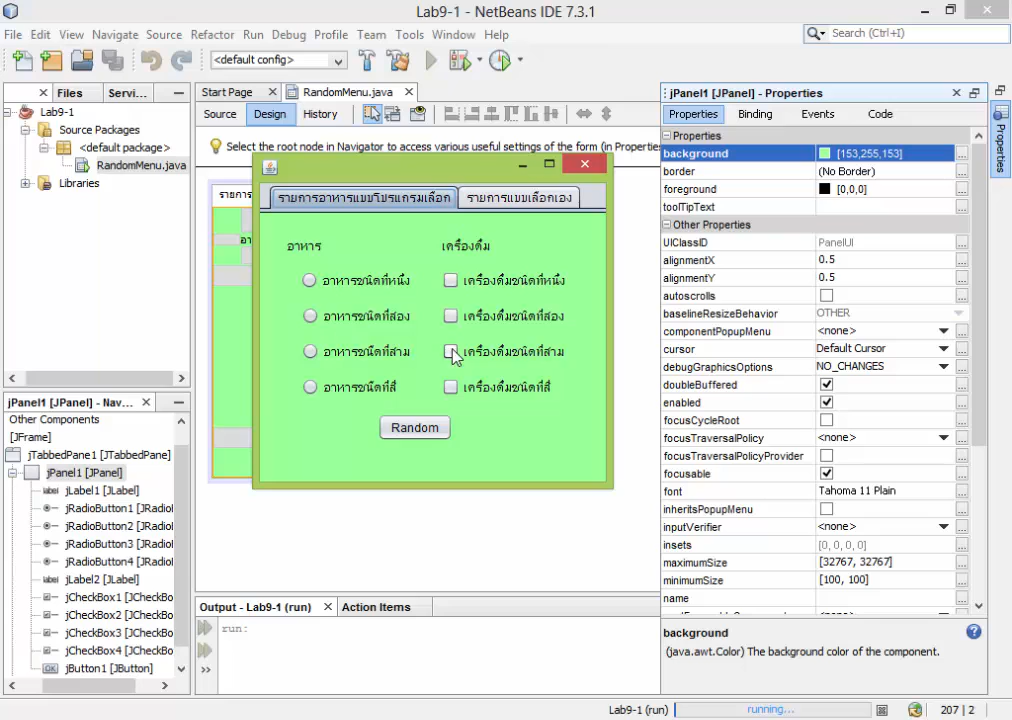 Lab9-1 - NetBeans IDE 7.3.1
File Edit View Navigate Source Refactor Run Debug Profile Team Tools Window Help
Search (Ctrl+I)
<default config>
Files Servi...
Start Page RandomMenu.java
jPanel1 [JPanel] - Properties
Lab9-1
Source Packages
<default package>
RandomMenu.java
Libraries
Source Design History
Select the root node in Navigator to access various useful settings of the form (in Properties
Properties Binding Events Code
Properties
background [153,255,153]
border (No Border)
foreground [0,0,0]
toolTipText
Other Properties
UIClassID PanelUI
alignmentX 0.5
alignmentY 0.5
autoscrolls
baselineResizeBehavior OTHER
componentPopupMenu <none>
cursor Default Cursor
debugGraphicsOptions NO_CHANGES
doubleBuffered
enabled
focusCycleRoot
focusTraversalPolicy <none>
focusTraversalPolicyProvider
focusable
font Tahoma 11 Plain
inheritsPopupMenu
inputVerifier <none>
insets [0, 0, 0, 0]
maximumSize [32767, 32767]
minimumSize [100, 100]
name
background
(java.awt.Color) The background color of the component.
Properties
รายการอาหารแบบโปรแกรมเลือก รายการแบบเลือกเอง
อาหาร เครื่องดื่ม
อาหารชนิดที่หนึ่ง เครื่องดื่มชนิดที่หนึ่ง
อาหารชนิดที่สอง เครื่องดื่มชนิดที่สอง
อาหารชนิดที่สาม เครื่องดื่มชนิดที่สาม
อาหารชนิดที่สี่ เครื่องดื่มชนิดที่สี่
Random
jPanel1 [JPanel] - Nav...
Other Components
[JFrame]
jTabbedPane1 [JTabbedPane]
jPanel1 [JPanel]
jLabel1 [JLabel]
jRadioButton1 [JRadio
jRadioButton2 [JRadio
jRadioButton3 [JRadio
jRadioButton4 [JRadio
jLabel2 [JLabel]
jCheckBox1 [JCheckBo
jCheckBox2 [JCheckBo
jCheckBox3 [JCheckBo
jCheckBox4 [JCheckBo
jButton1 [JButton]
Output - Lab9-1 (run) Action Items
run:
Lab9-1 (run) running... 207 | 2